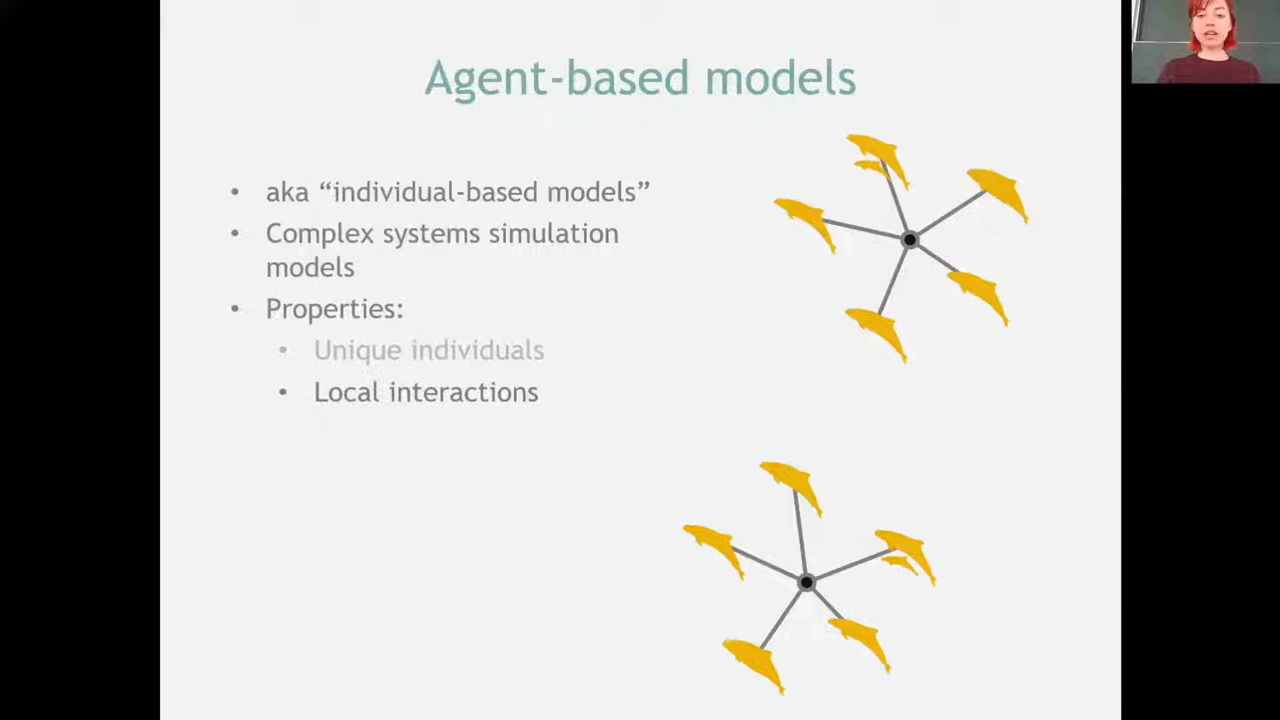 Agent-based models
• aka “individual-based models”
• Complex systems simulation
models
• Properties:
• Unique individuals
• Local interactions